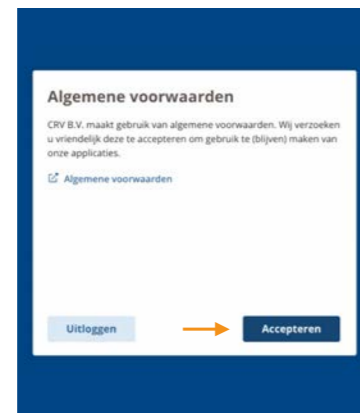 Algemene voorwaarden
CRV B.V. maakt gebruik van algemene voorwaarden. Wij verzoeken
u vriendelijk deze te accepteren om gebruik te (blijven) maken van
onze applicaties.
Algemene voorwaarden
Uitloggen
Accepteren